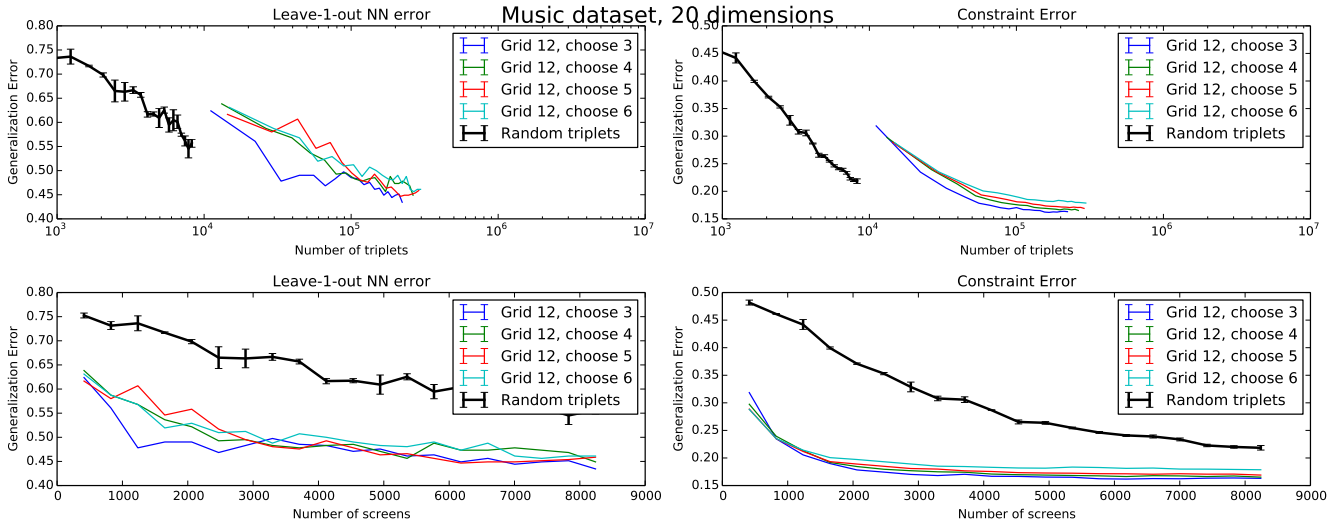 Music dataset, 20 dimensions
Leave-1-out NN error
Generalization Error
0.80
0.75
0.70
0.65
0.60
0.55
0.50
0.45
0.40
10^3
10^4
10^5
10^6
10^7
Number of triplets
Grid 12, choose 3
Grid 12, choose 4
Grid 12, choose 5
Grid 12, choose 6
Random triplets
Constraint Error
Generalization Error
0.50
0.45
0.40
0.35
0.30
0.25
0.20
0.15
10^3
10^4
10^5
10^6
10^7
Number of triplets
Grid 12, choose 3
Grid 12, choose 4
Grid 12, choose 5
Grid 12, choose 6
Random triplets
Leave-1-out NN error
Generalization Error
0.80
0.75
0.70
0.65
0.60
0.55
0.50
0.45
0.40
0
1000
2000
3000
4000
5000
6000
7000
8000
9000
Number of screens
Grid 12, choose 3
Grid 12, choose 4
Grid 12, choose 5
Grid 12, choose 6
Random triplets
Constraint Error
Generalization Error
0.50
0.45
0.40
0.35
0.30
0.25
0.20
0.15
0
1000
2000
3000
4000
5000
6000
7000
8000
9000
Number of screens
Grid 12, choose 3
Grid 12, choose 4
Grid 12, choose 5
Grid 12, choose 6
Random triplets